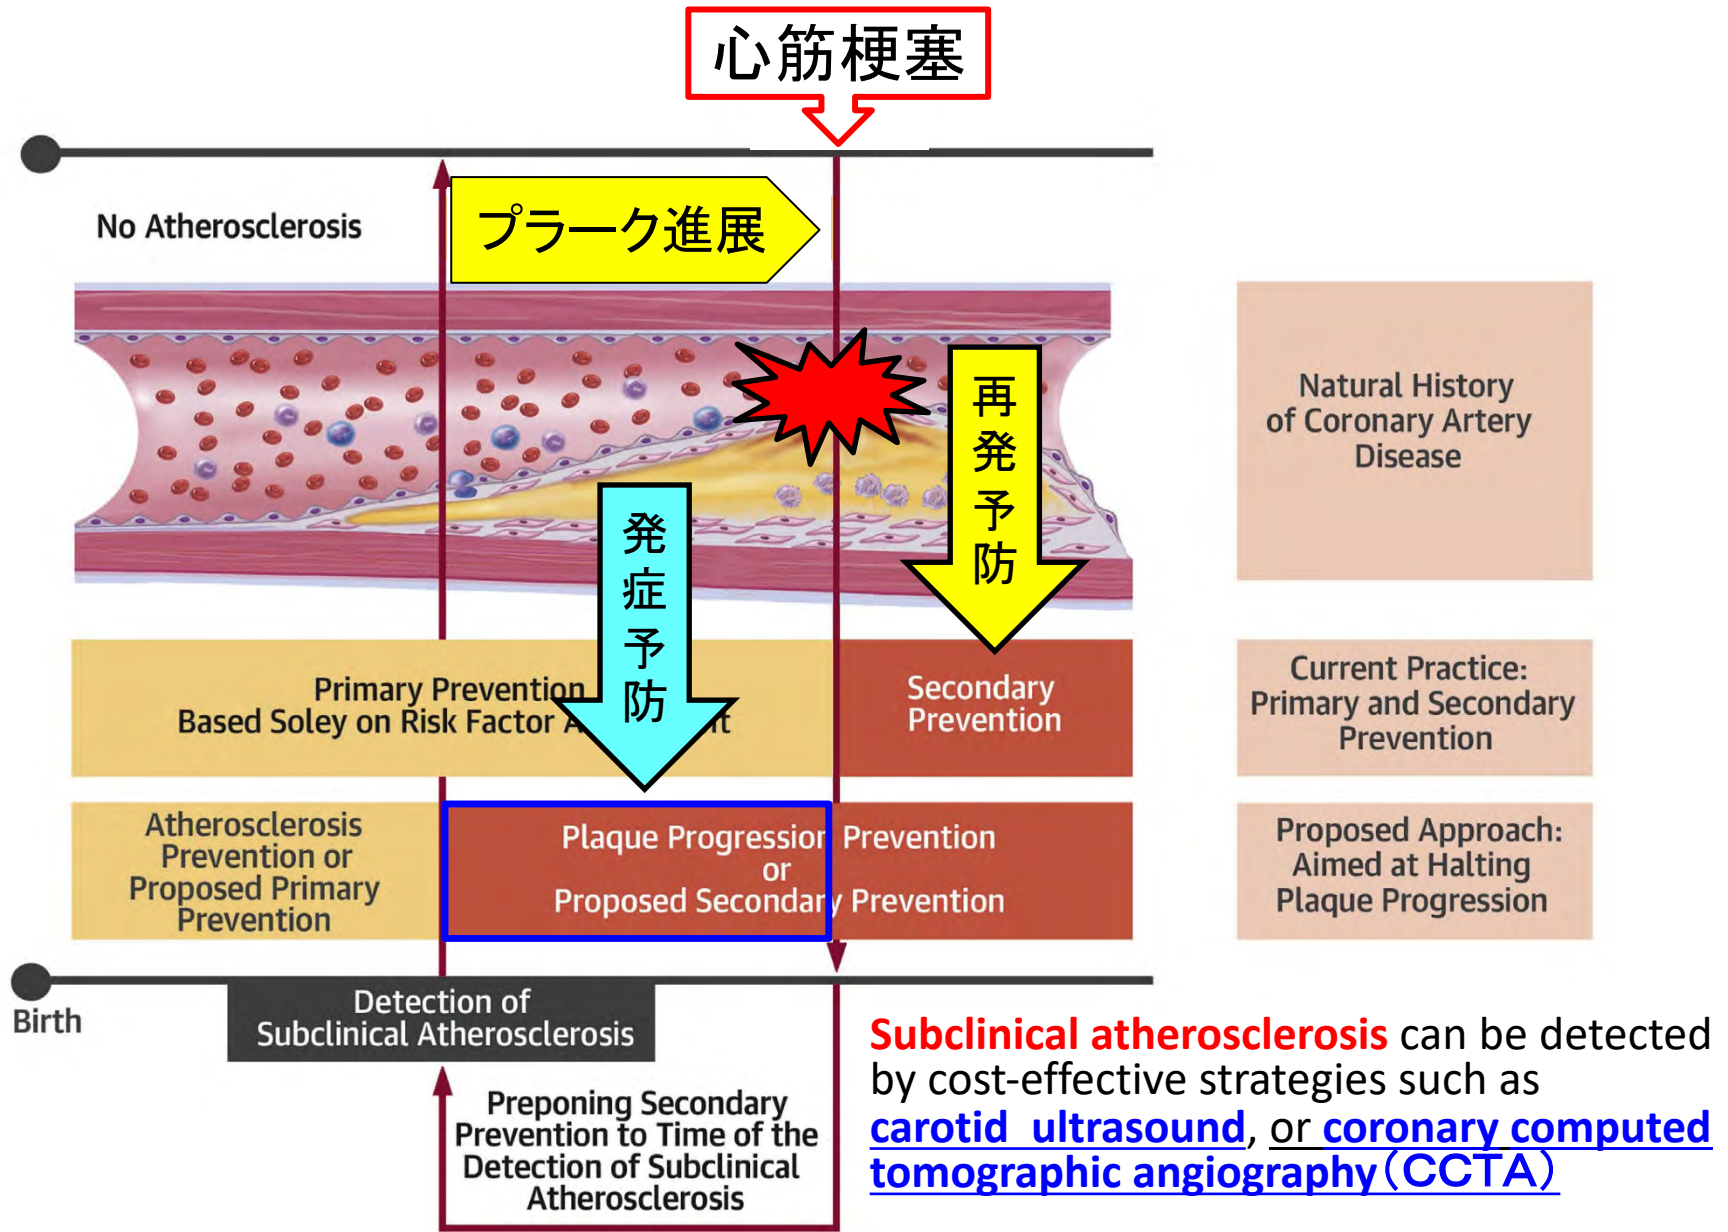 心筋梗塞
No Atherosclerosis
プラーク進展
再発予防
発症予防
Natural History
of Coronary Artery
Disease
Primary Prevention
Based Soley on Risk Factor
Secondary
Prevention
Current Practice:
Primary and Secondary
Prevention
Atherosclerosis
Prevention or
Proposed Primary
Prevention
Plaque Progression Prevention
or
Proposed Secondary Prevention
Proposed Approach:
Aimed at Halting
Plaque Progression
Birth
Detection of
Subclinical Atherosclerosis
Preponing Secondary
Prevention to Time of the
Detection of Subclinical
Atherosclerosis
Subclinical atherosclerosis can be detected
by cost-effective strategies such as
carotid ultrasound, or coronary computed
tomographic angiography（CCTA）